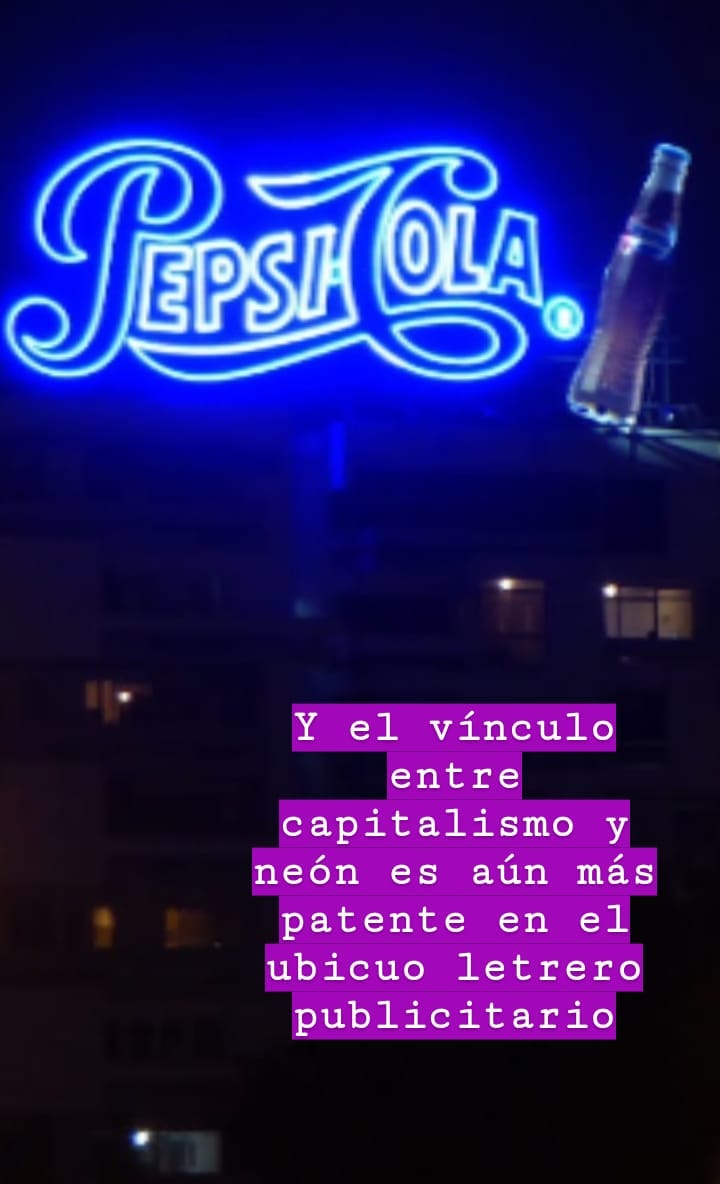 PEPSI-COLA®
Y el vínculo
entre
capitalismo y
neón es aún más
patente en el
ubicuo letrero
publicitario